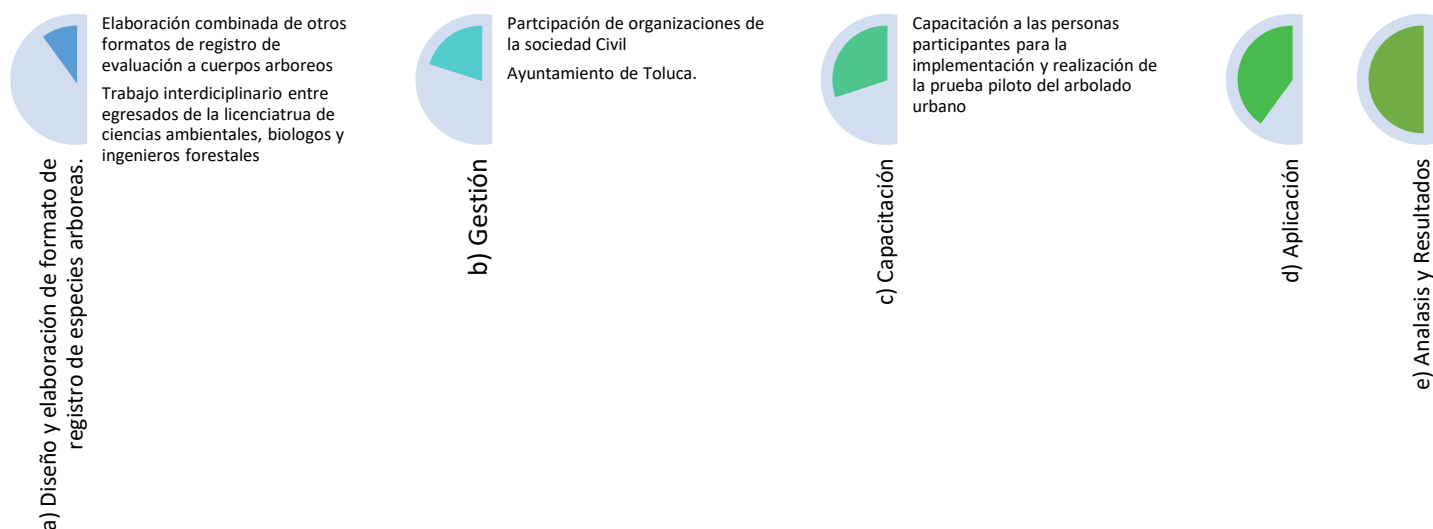 Elaboración combinada de otros
formatos de registro de
evaluación a cuerpos arboreos
Trabajo interdiciplinario entre
egresados de la licenciatrua de
ciencias ambientales, biologos y
ingenieros forestales
a) Diseño y elaboración de formato de
registro de especies arboreas.
Partcipación de organizaciones de
la sociedad Civil
Ayuntamiento de Toluca.
b) Gestión
Capacitación a las personas
participantes para la
implementación y realización de
la prueba piloto del arbolado
urbano
c) Capacitación
d) Aplicación
e) Analasis y Resultados